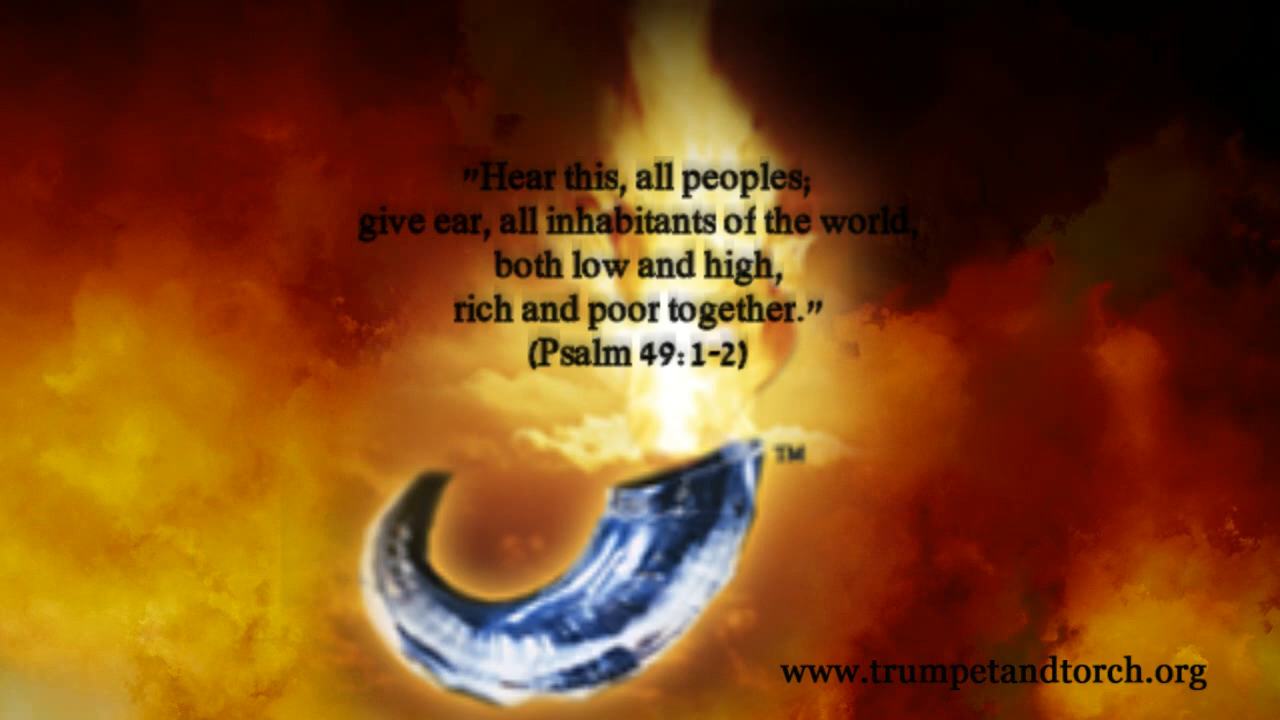 "Hear this, all peoples;
give ear, all inhabitants of the world,
both low and high,
rich and poor together."
(Psalm 49:1-2)
TM
www.trumpetandtorch.org